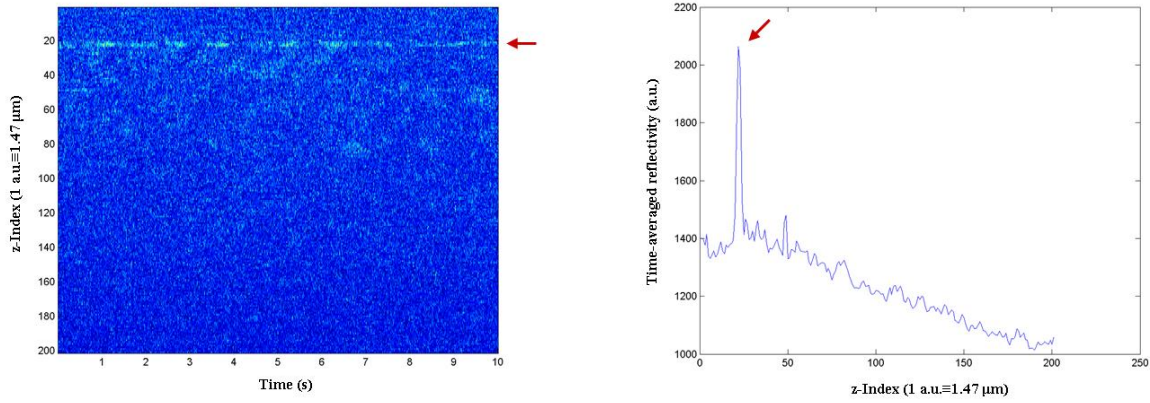 20
40
60
80
100
120
140
160
180
200
1 2 3 4 5 6 7 8 9 10
z-Index (1 a.u.≡1.47 μm)
Time (s)
2200
2000
1800
1600
1400
1200
1000
0 50 100 150 200 250
Time-averaged reflectivity (a.u.)
z-Index (1 a.u.≡1.47 μm)